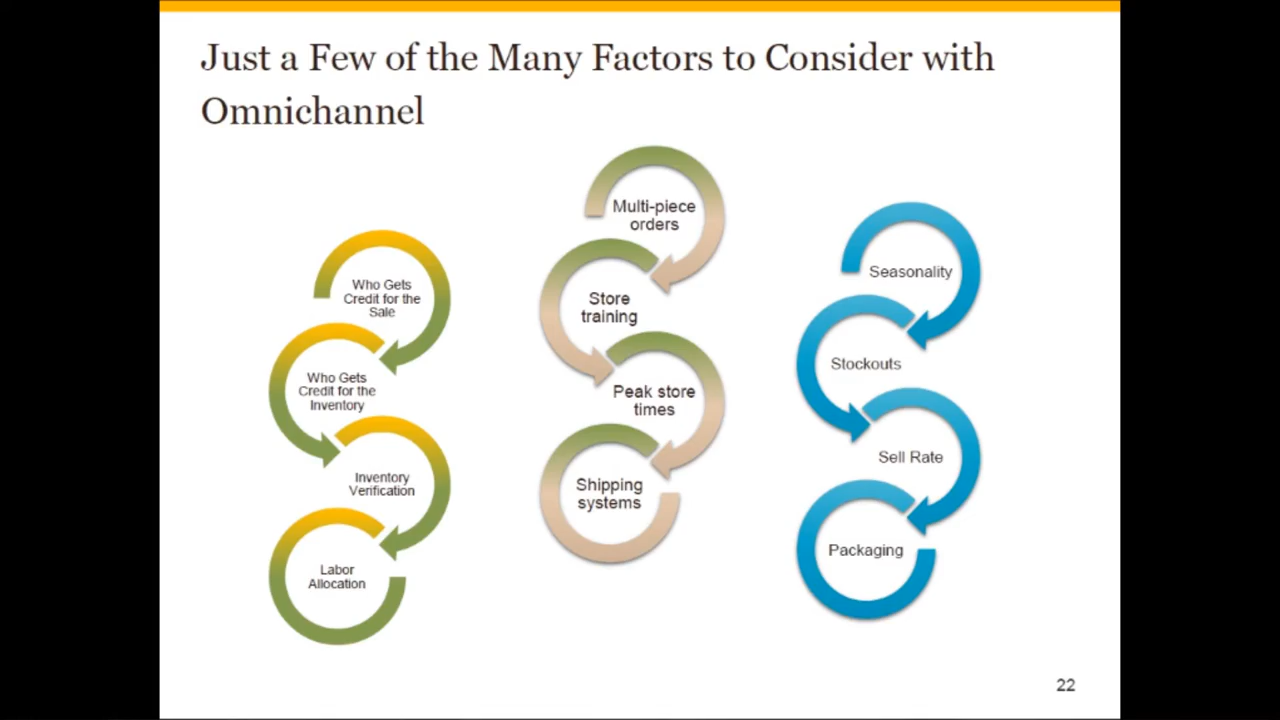 Just a Few of the Many Factors to Consider with
Omnichannel
Who Gets
Credit for the
Sale
Who Gets
Credit for the
Inventory
Inventory
Verification
Labor
Allocation
Multi-piece
orders
Store
training
Peak store
times
Shipping
systems
Seasonality
Stockouts
Sell Rate
Packaging
22